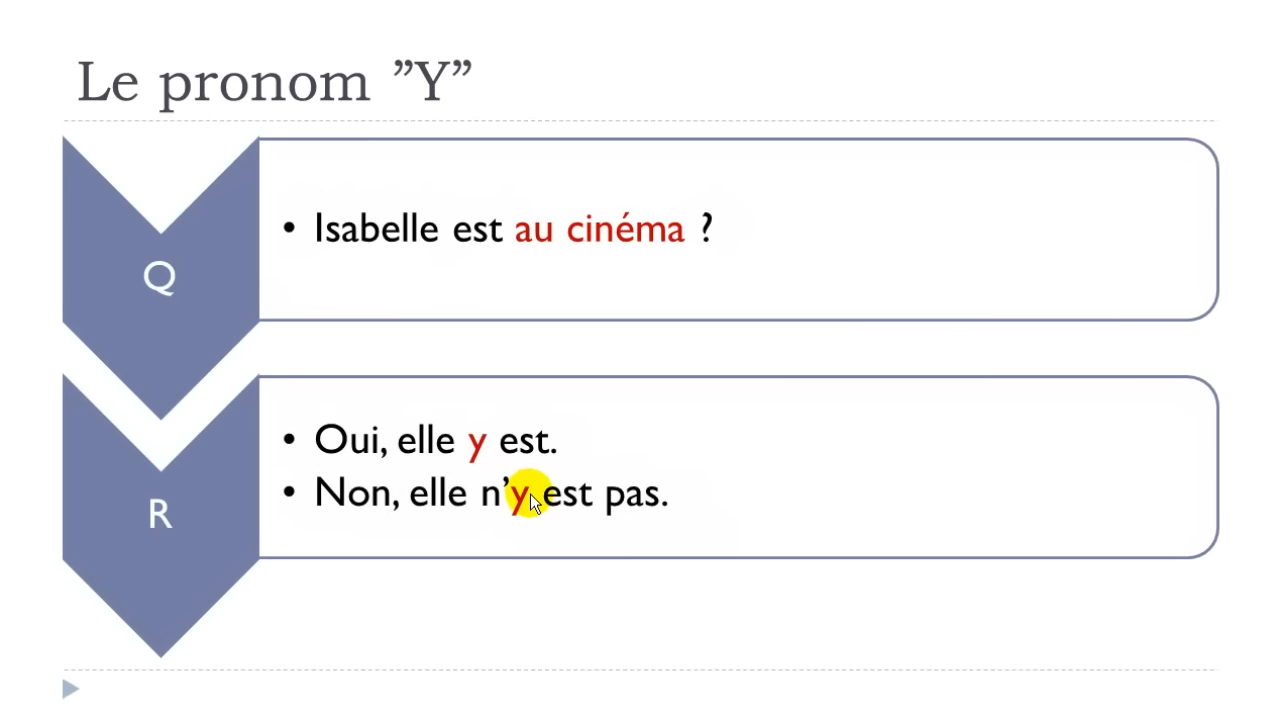 Le pronom ”Y”
Q
• Isabelle est au cinéma ?
R
• Oui, elle y est.
• Non, elle n’y est pas.